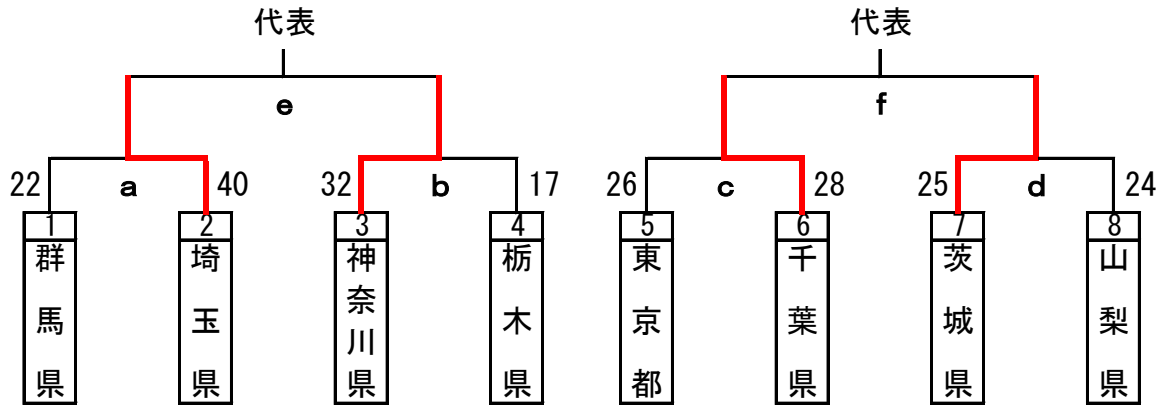 代表 代表
e f
22 a 40 32 b 17 26 c 28 25 d 24
1 2 3 4 5 6 7 8
群馬県
埼玉県
神奈川県
栃木県
東京都
千葉県
茨城県
山梨県